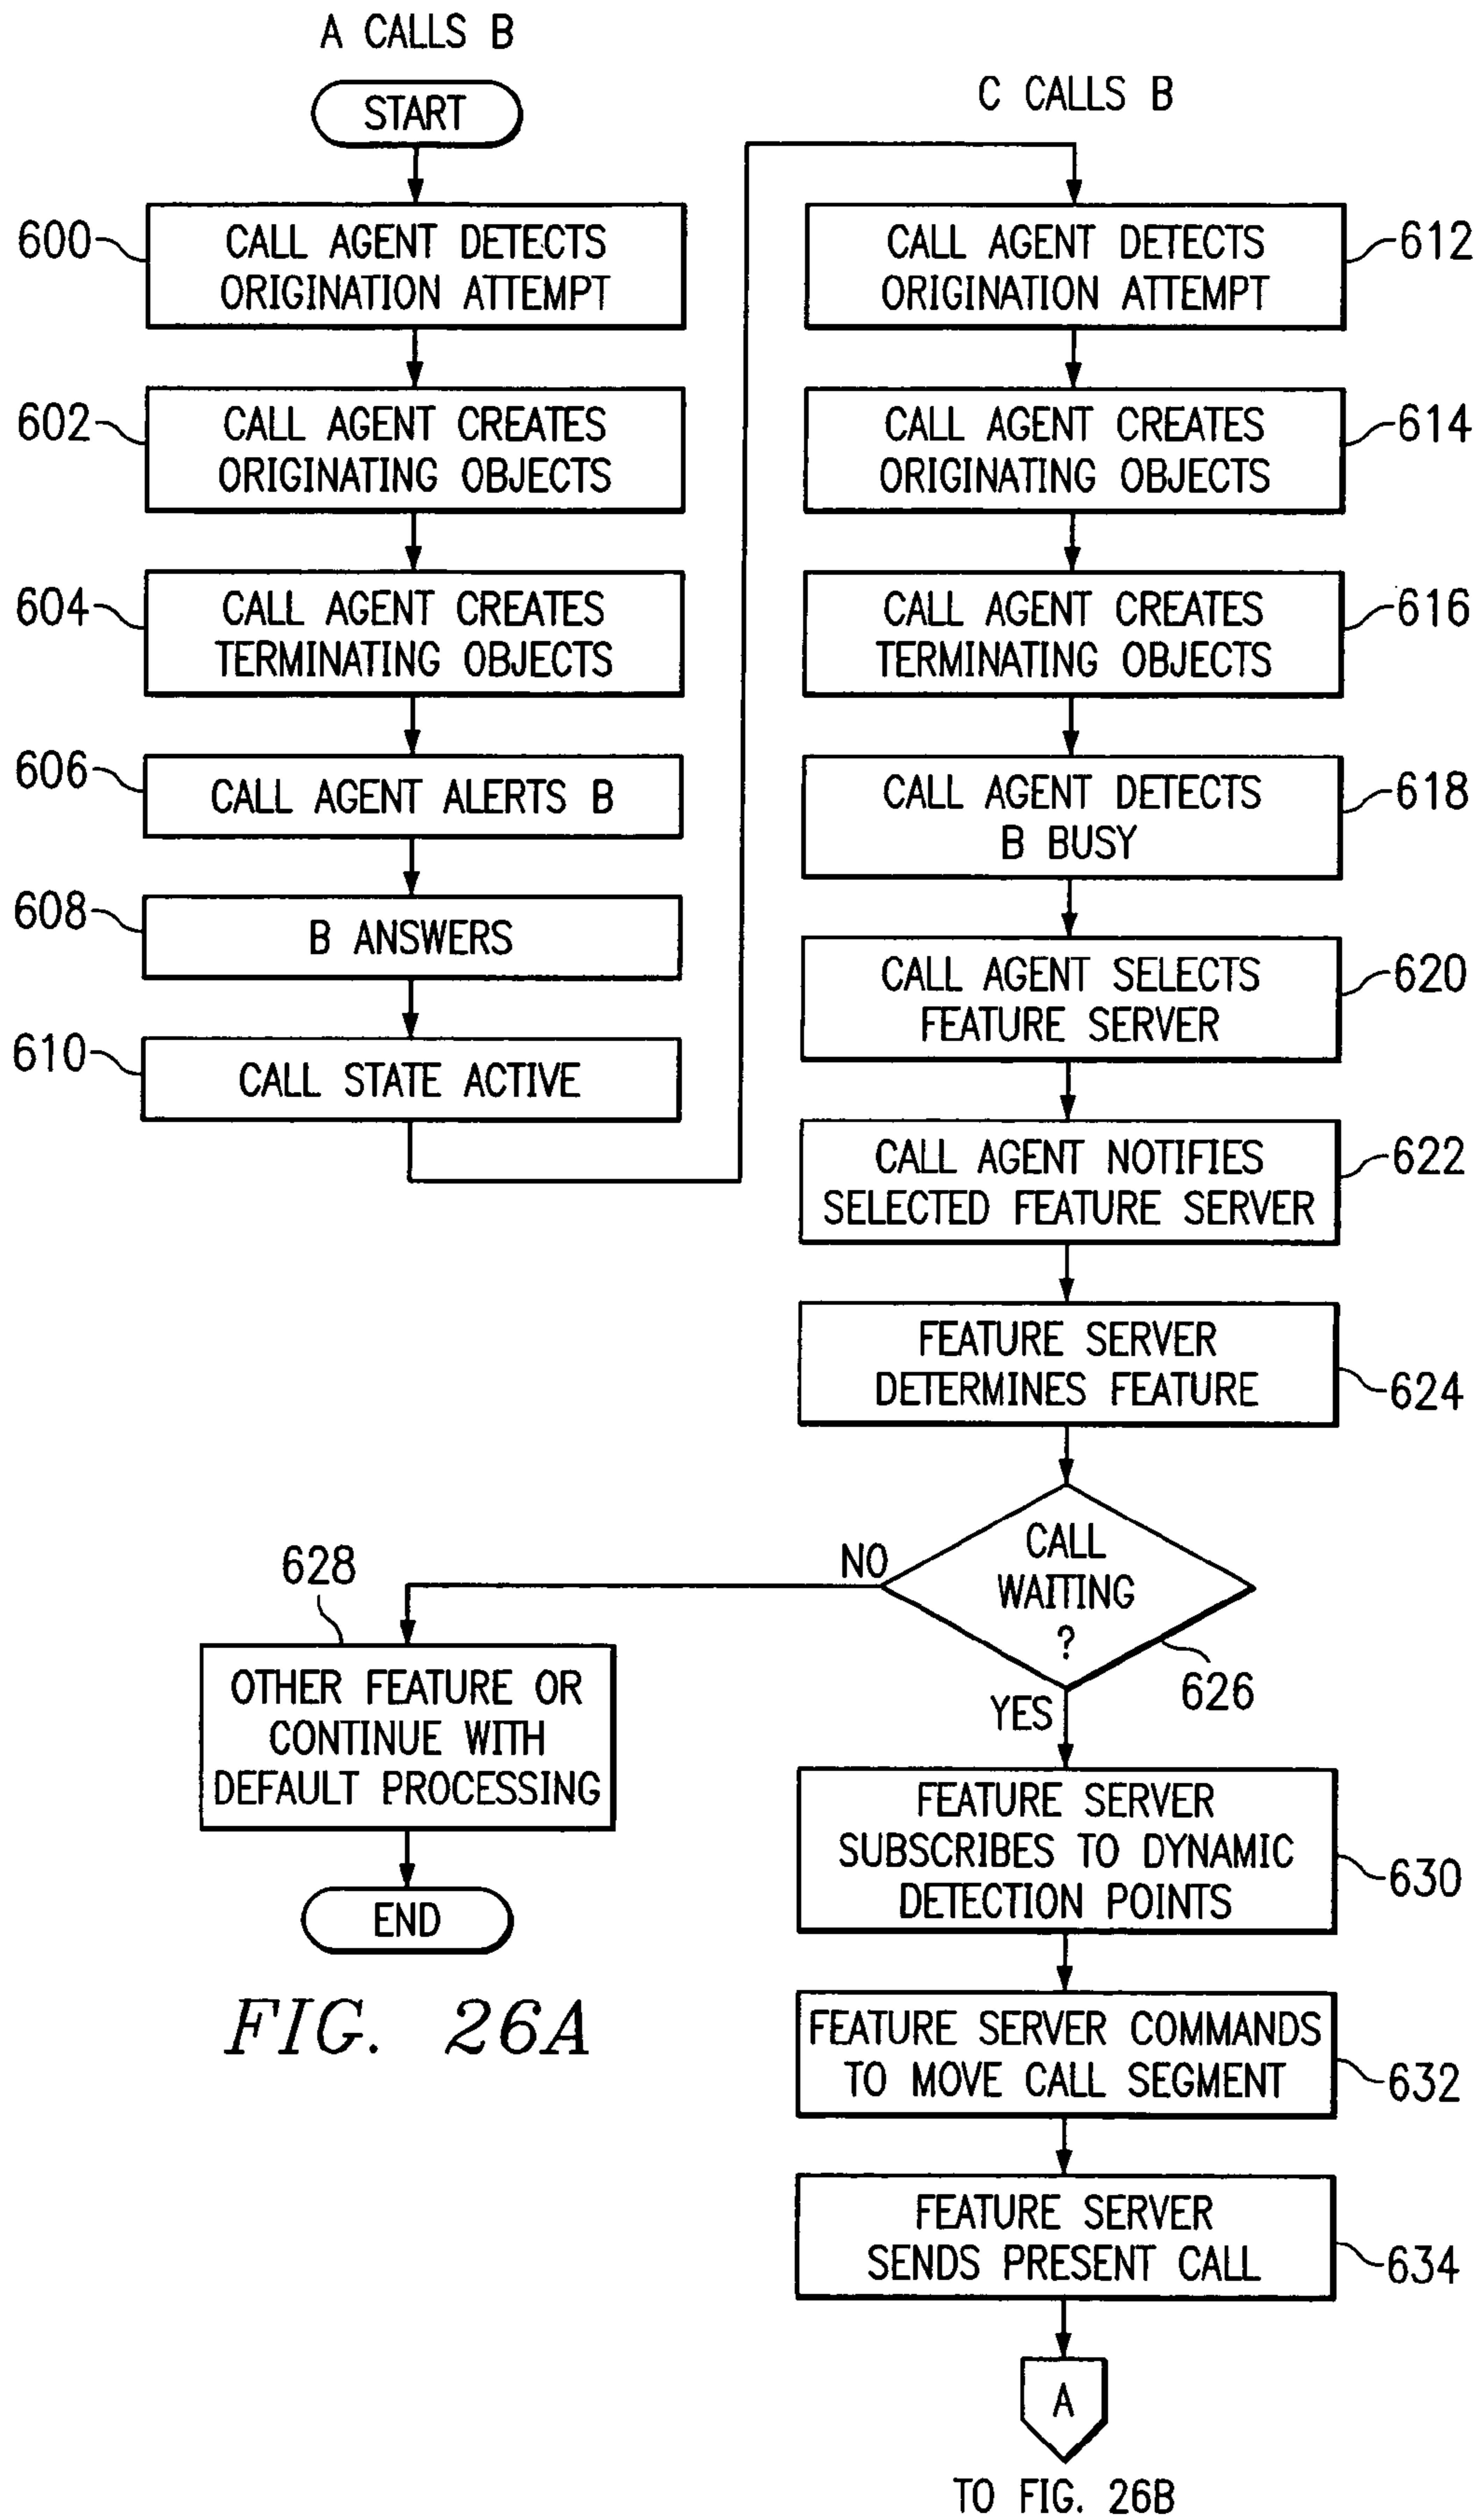 A CALLS B
START
600
CALL AGENT DETECTS
ORIGINATION ATTEMPT
602
CALL AGENT CREATES
ORIGINATING OBJECTS
604
CALL AGENT CREATES
TERMINATING OBJECTS
606
CALL AGENT ALERTS B
608
B ANSWERS
610
CALL STATE ACTIVE
C CALLS B
CALL AGENT DETECTS
ORIGINATION ATTEMPT
612
CALL AGENT CREATES
ORIGINATING OBJECTS
614
CALL AGENT CREATES
TERMINATING OBJECTS
616
CALL AGENT DETECTS
B BUSY
618
CALL AGENT SELECTS
FEATURE SERVER
620
CALL AGENT NOTIFIES
SELECTED FEATURE SERVER
622
FEATURE SERVER
DETERMINES FEATURE
624
CALL
WAITING
?
626
NO
628
OTHER FEATURE OR
CONTINUE WITH
DEFAULT PROCESSING
END
YES
FEATURE SERVER
SUBSCRIBES TO DYNAMIC
DETECTION POINTS
630
FEATURE SERVER COMMANDS
TO MOVE CALL SEGMENT
632
FEATURE SERVER
SENDS PRESENT CALL
634
A
TO FIG. 26B
FIG. 26A